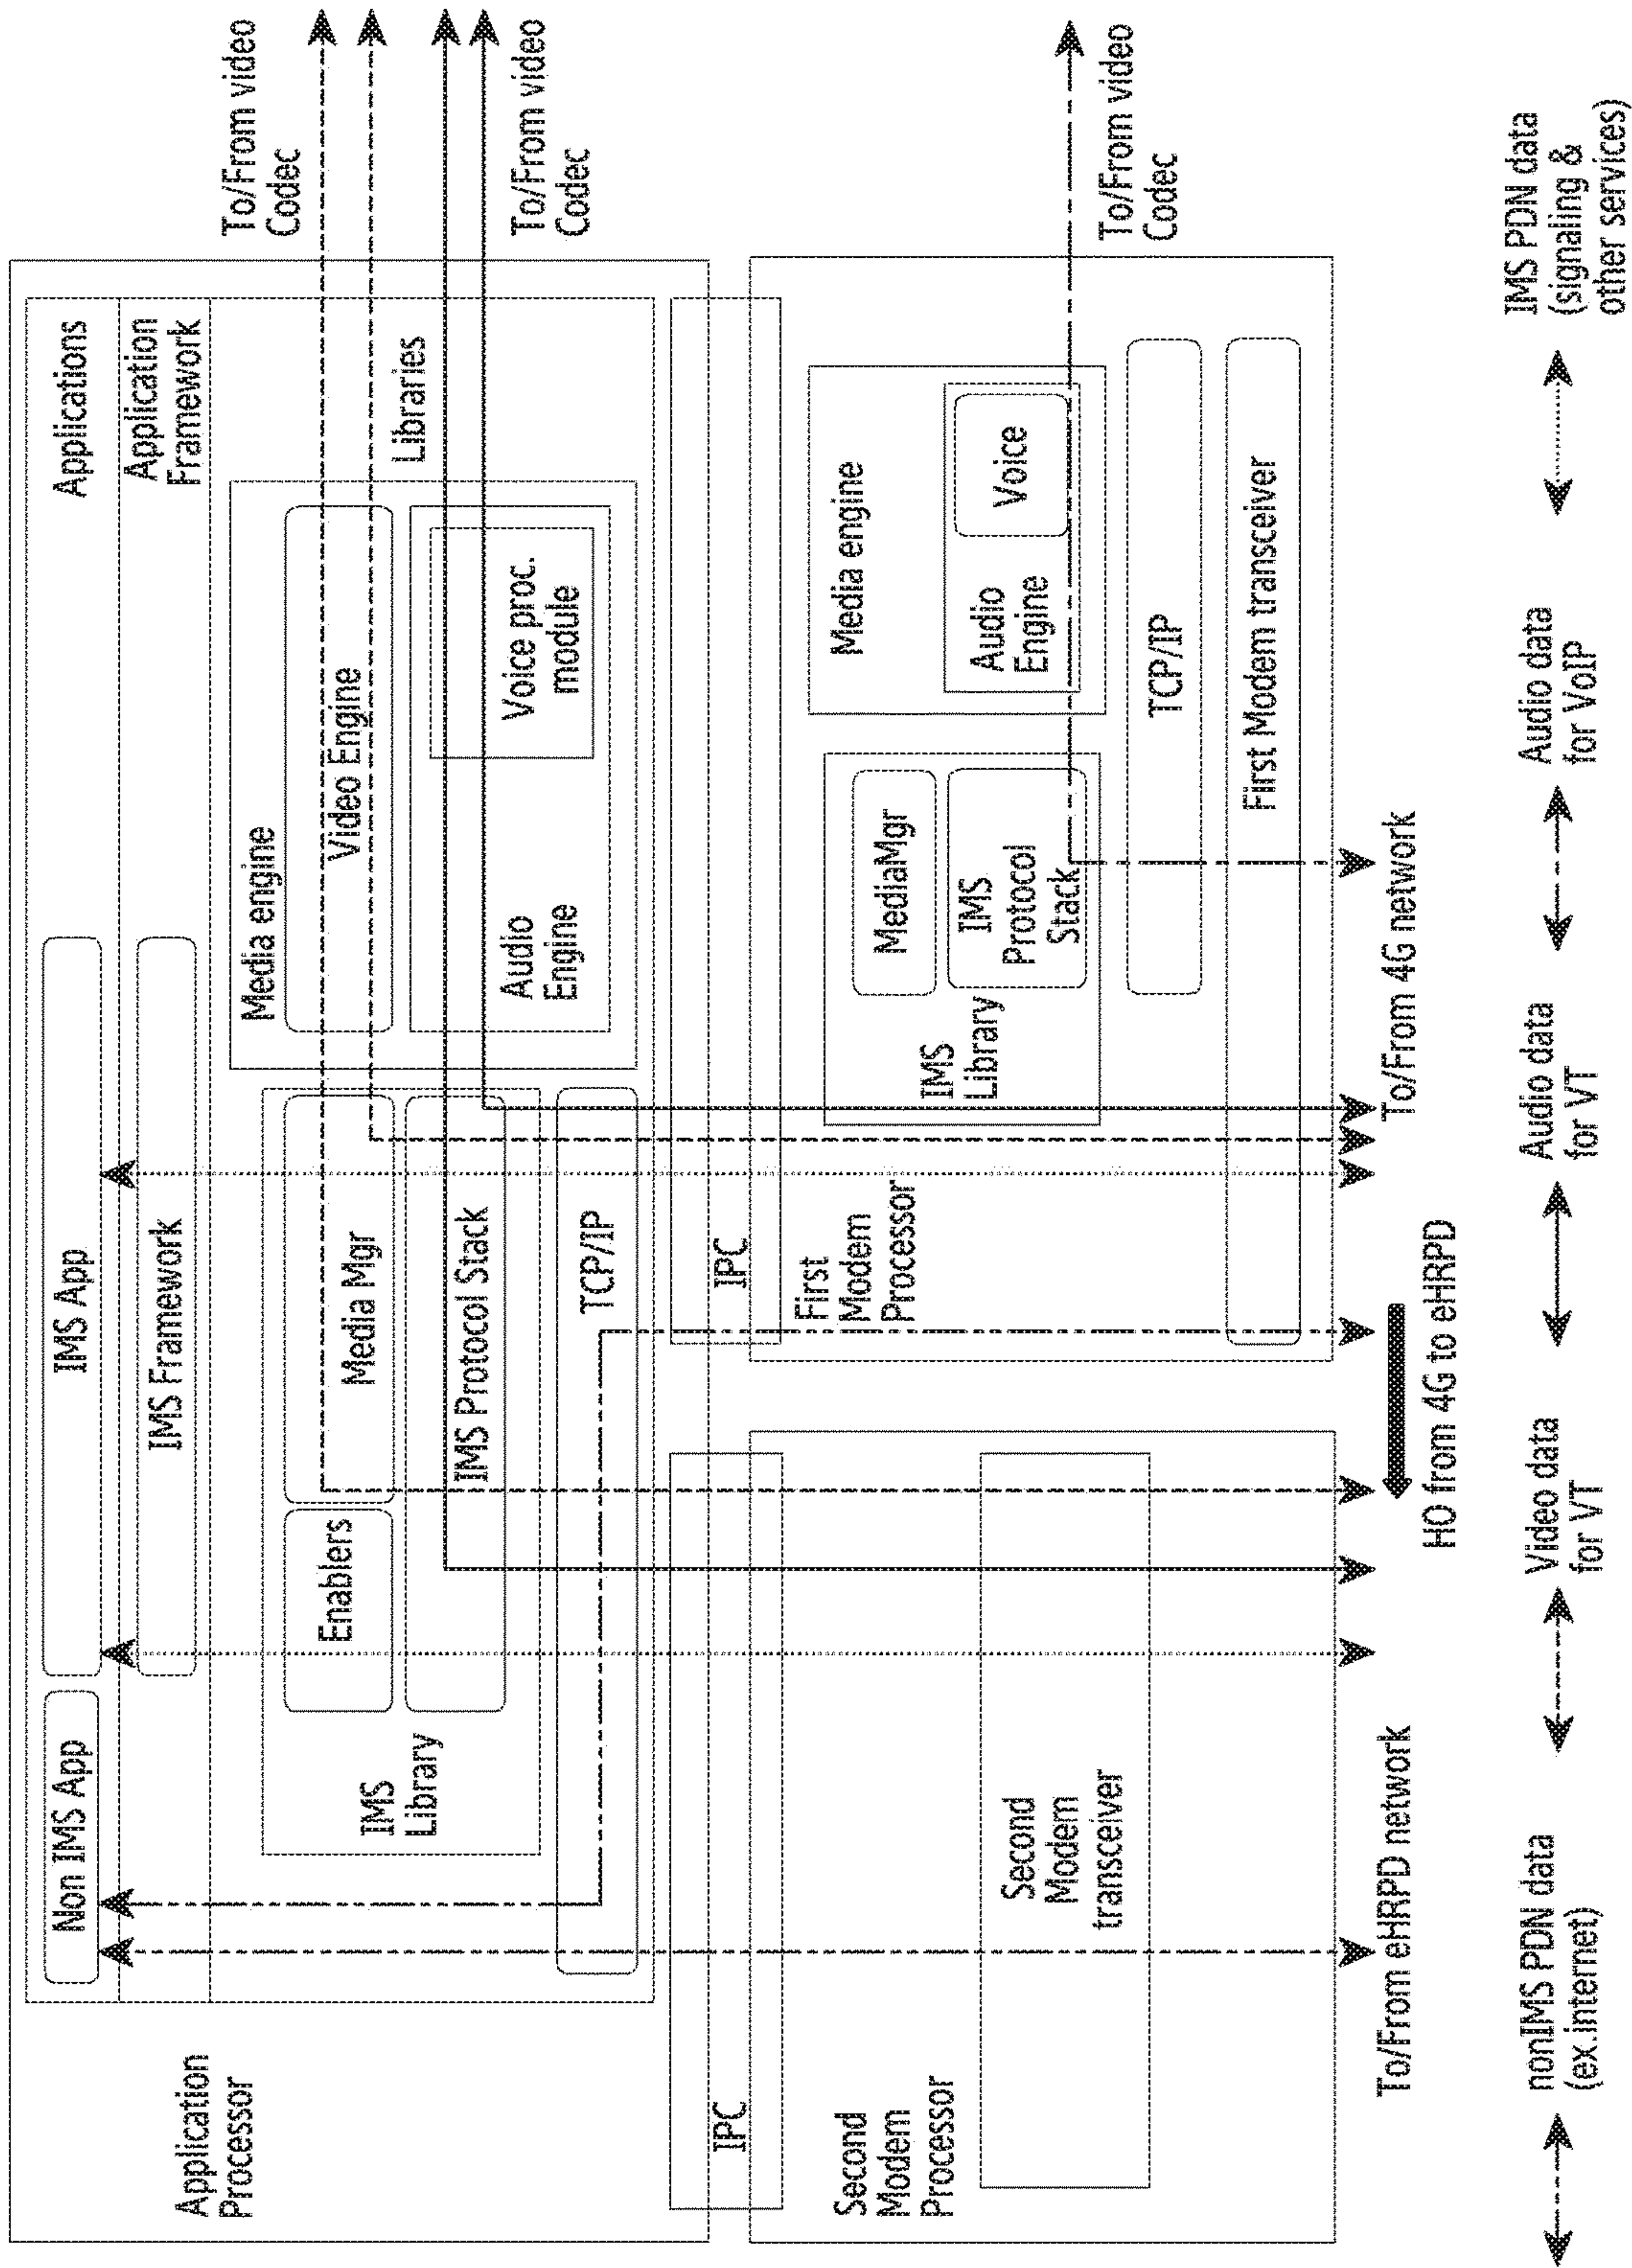 Application
Processor
Non IMS App
IMS App
Applications
IMS Framework
Application
Framework
IMS
Library
Enablers
Media Mgr
IMS Protocol Stack
TCP/IP
Media engine
Video Engine
Audio
Engine
Voice proc.
module
Libraries
To/From video
Codec
To/From video
Codec
IPC
IPC
Second
Modem
Processor
Second
Modem
transceiver
First
Modem
Processor
IMS
Library
MediaMgr
IMS
Protocol
Stack
Media engine
Audio
Engine
Voice
TCP/IP
First Modem transceiver
To/From video
Codec
To/From eHRPD network
HO from 4G to eHRPD
To/From 4G network
nonIMS PDN data
(ex.internet)
Video data
for VT
Audio data
for VT
Audio data
for VoIP
IMS PDN data
(signaling &
other services)